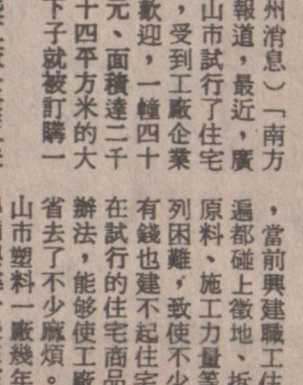 州消息）「南方
報道，最近，廣
山市試行了住宅
，受到工廠企業
歡迎，一幢四十
元、面積達二千
十四平方米的大
下子就被訂購一
，當前興建職工住
遍都碰上徵地、拆
原料、施工力量等
列困難，致使不少
有錢也建不起住宅
在試行的住宅商品
辦法，能够使工廠
省去了不少麻煩。
山市塑料一廠幾年